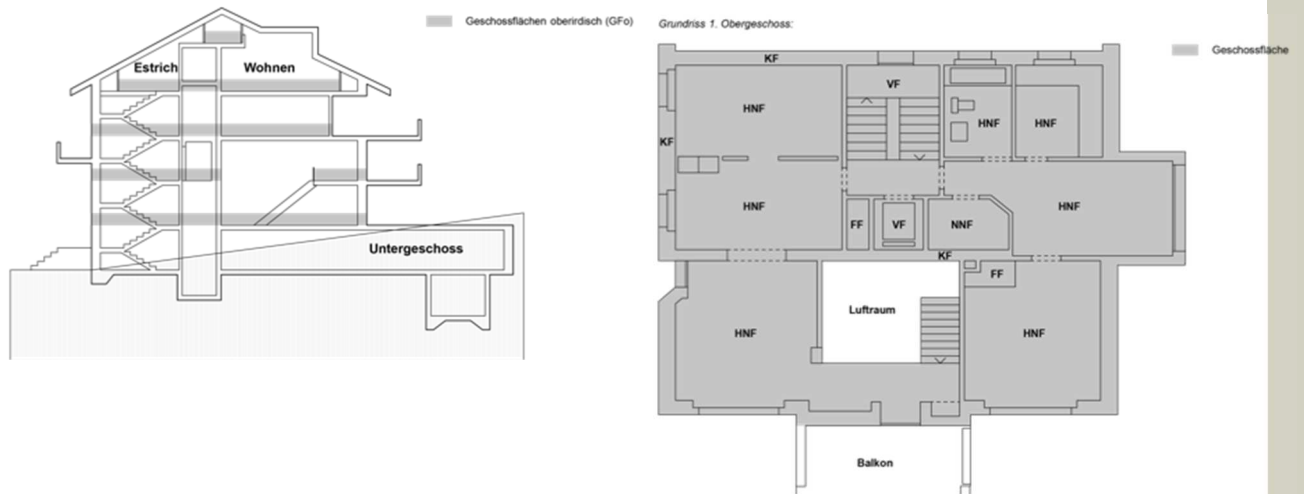 Geschossflächen oberirdisch (GFo)
Estrich
Wohnen
Untergeschoss
Grundriss 1. Obergeschoss:
Geschossfläche
KF
VF
HNF
HNF
HNF
KF
HNF
HNF
FF
VF
NNF
KF
FF
Luftraum
HNF
HNF
Balkon